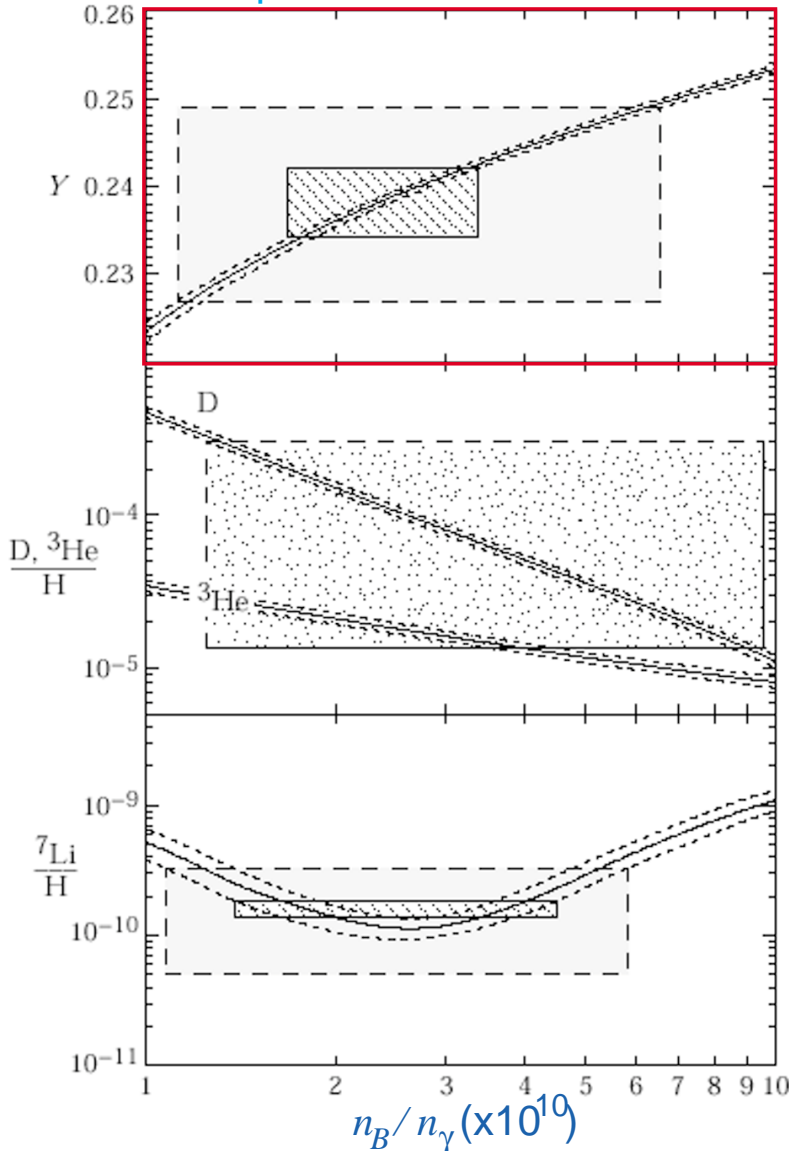 0.26
0.25
Y 0.24
0.23
D
10⁻⁴
D, ³He
H
³He
10⁻⁵
10⁻⁹
⁷Li
H
10⁻¹⁰
10⁻¹¹
1 2 3 4 5 6 7 8 9 10
n_B / n_γ (x10¹⁰)